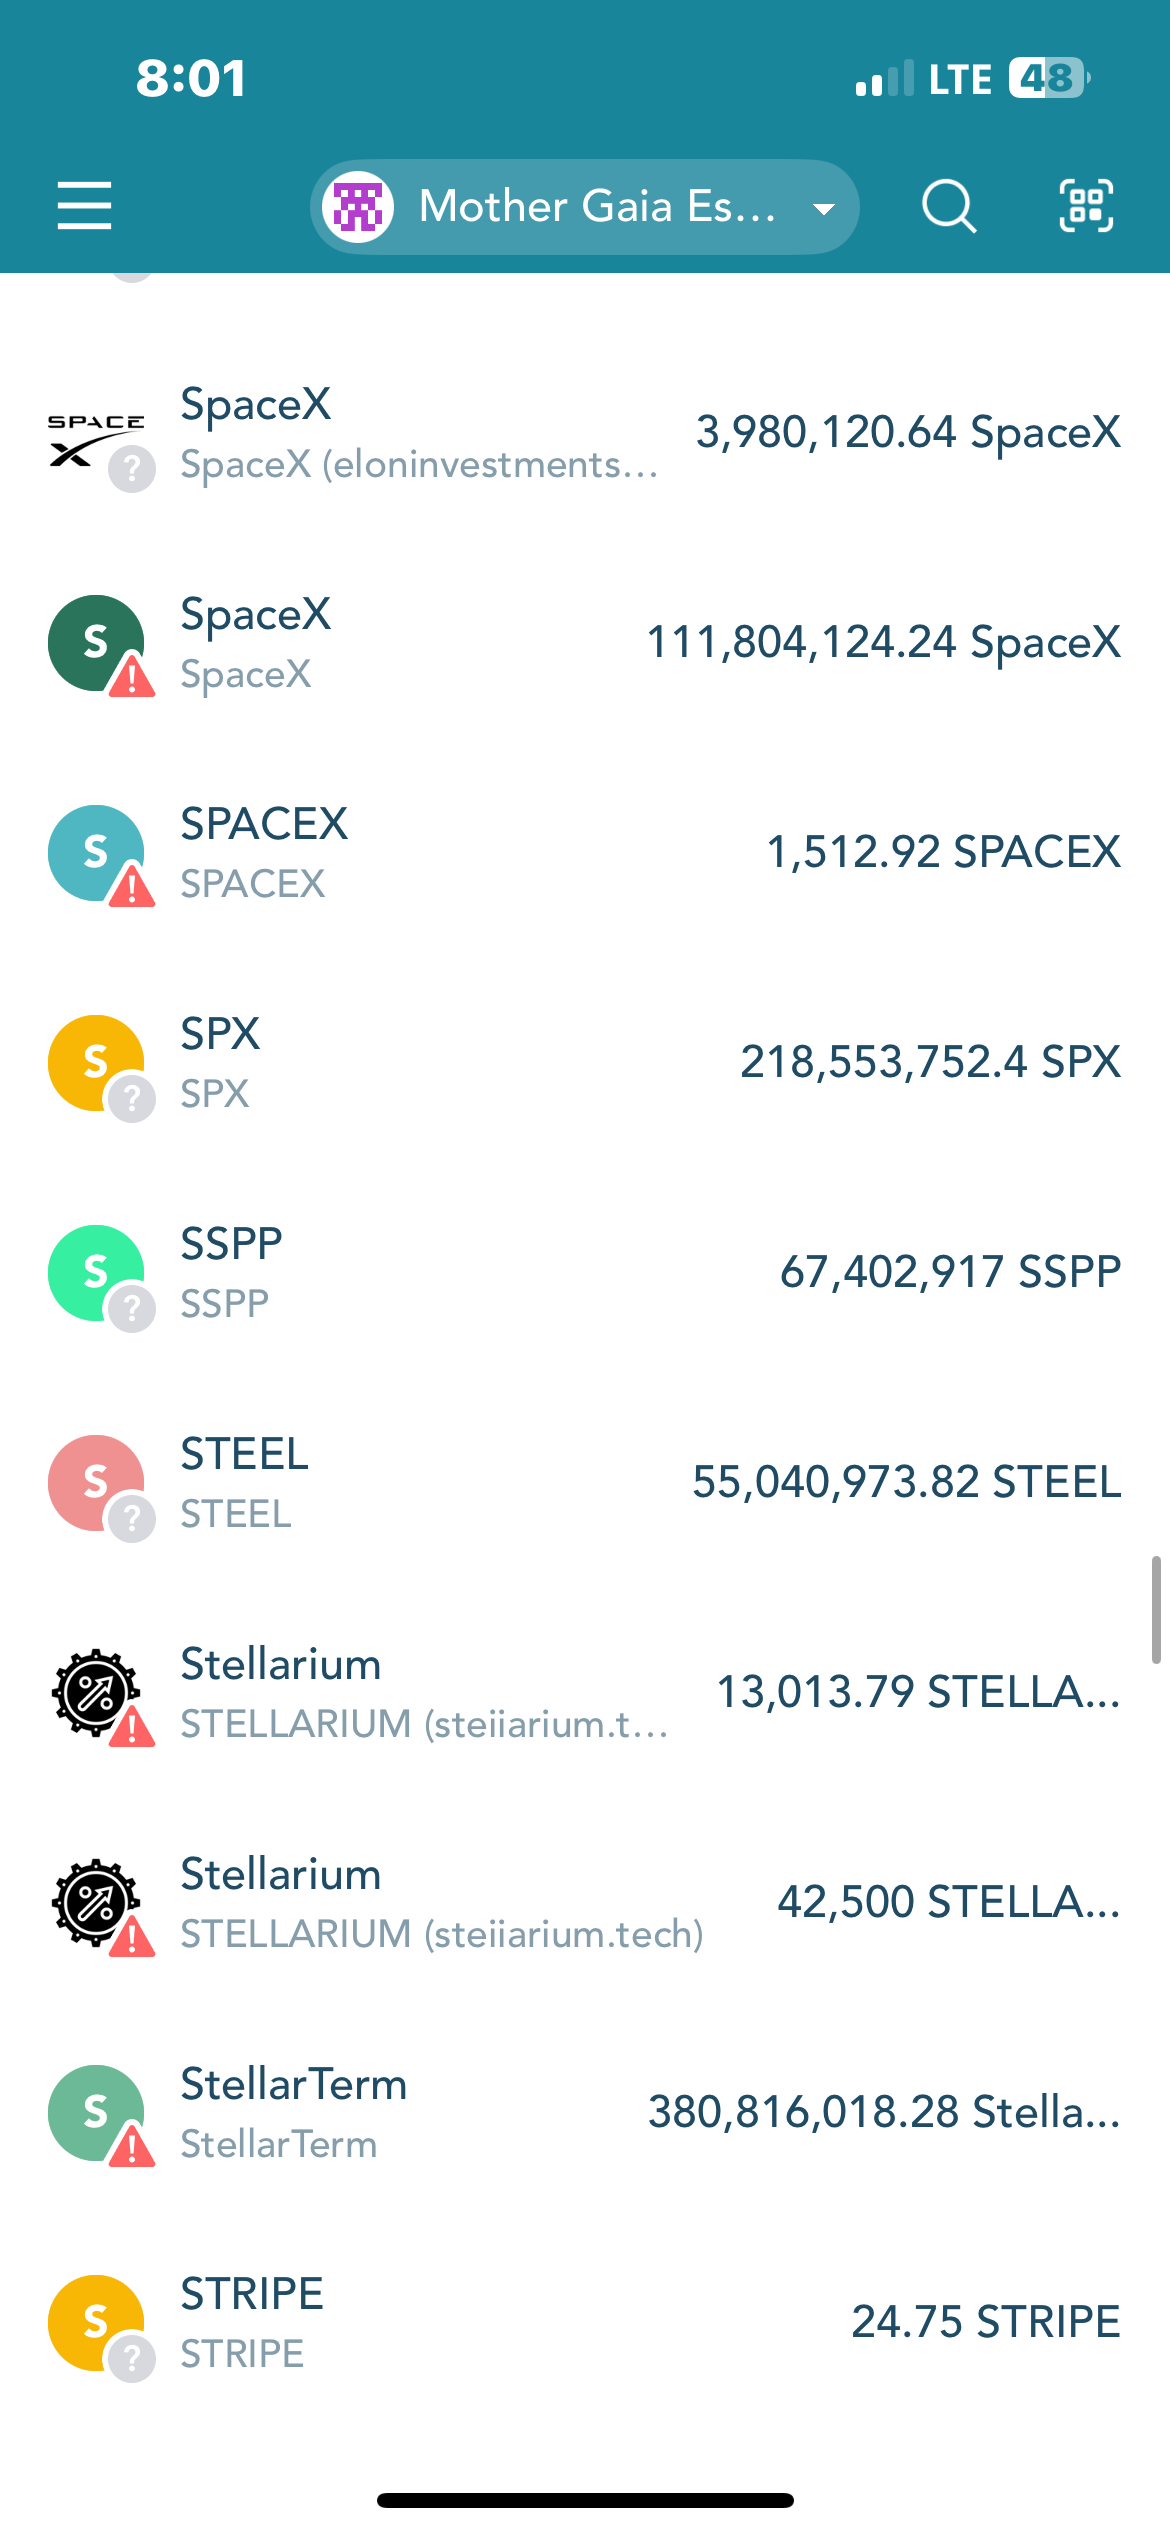 8:01
LTE 48
Mother Gaia Es...
SPACE X
?
SpaceX
SpaceX (eloninvestments...
3,980,120.64 SpaceX
S
!
SpaceX
SpaceX
111,804,124.24 SpaceX
S
!
SPACEX
SPACEX
1,512.92 SPACEX
S
?
SPX
SPX
218,553,752.4 SPX
S
?
SSPP
SSPP
67,402,917 SSPP
S
?
STEEL
STEEL
55,040,973.82 STEEL
!
Stellarium
STELLARIUM (steiiarium.t...
13,013.79 STELLA...
!
Stellarium
STELLARIUM (steiiarium.tech)
42,500 STELLA...
S
!
StellarTerm
StellarTerm
380,816,018.28 Stella...
S
?
STRIPE
STRIPE
24.75 STRIPE